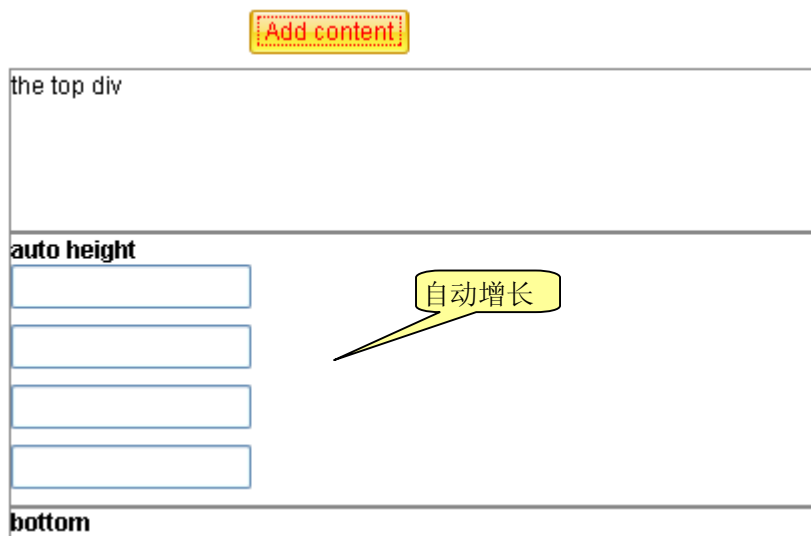 Add content
the top div
auto height
自动增长
bottom